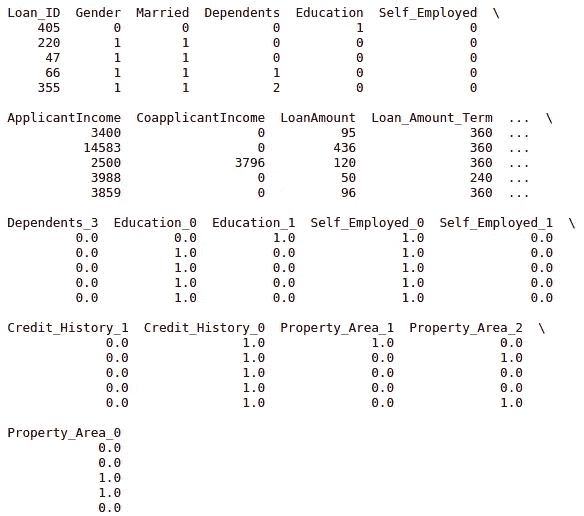 Loan_ID  Gender  Married  Dependents  Education  Self_Employed  \
    405       0        0           0          1              0
    220       1        1           0          0              0
     47       1        1           0          0              0
     66       1        1           1          0              0
    355       1        1           2          0              0
ApplicantIncome  CoapplicantIncome  LoanAmount  Loan_Amount_Term  ...  \
           3400                  0          95               360  ...
          14583                  0         436               360  ...
           2500               3796         120               360  ...
           3988                  0          50               240  ...
           3859                  0          96               360  ...
Dependents_3  Education_0  Education_1  Self_Employed_0  Self_Employed_1  \
         0.0          0.0          1.0              1.0              0.0
         0.0          1.0          0.0              1.0              0.0
         0.0          1.0          0.0              1.0              0.0
         0.0          1.0          0.0              1.0              0.0
         0.0          1.0          0.0              1.0              0.0
Credit_History_1  Credit_History_0  Property_Area_1  Property_Area_2  \
             0.0               1.0              1.0              0.0
             0.0               1.0              0.0              1.0
             0.0               1.0              0.0              0.0
             0.0               1.0              0.0              0.0
             0.0               1.0              0.0              1.0
Property_Area_0
            0.0
            0.0
            1.0
            1.0
            0.0